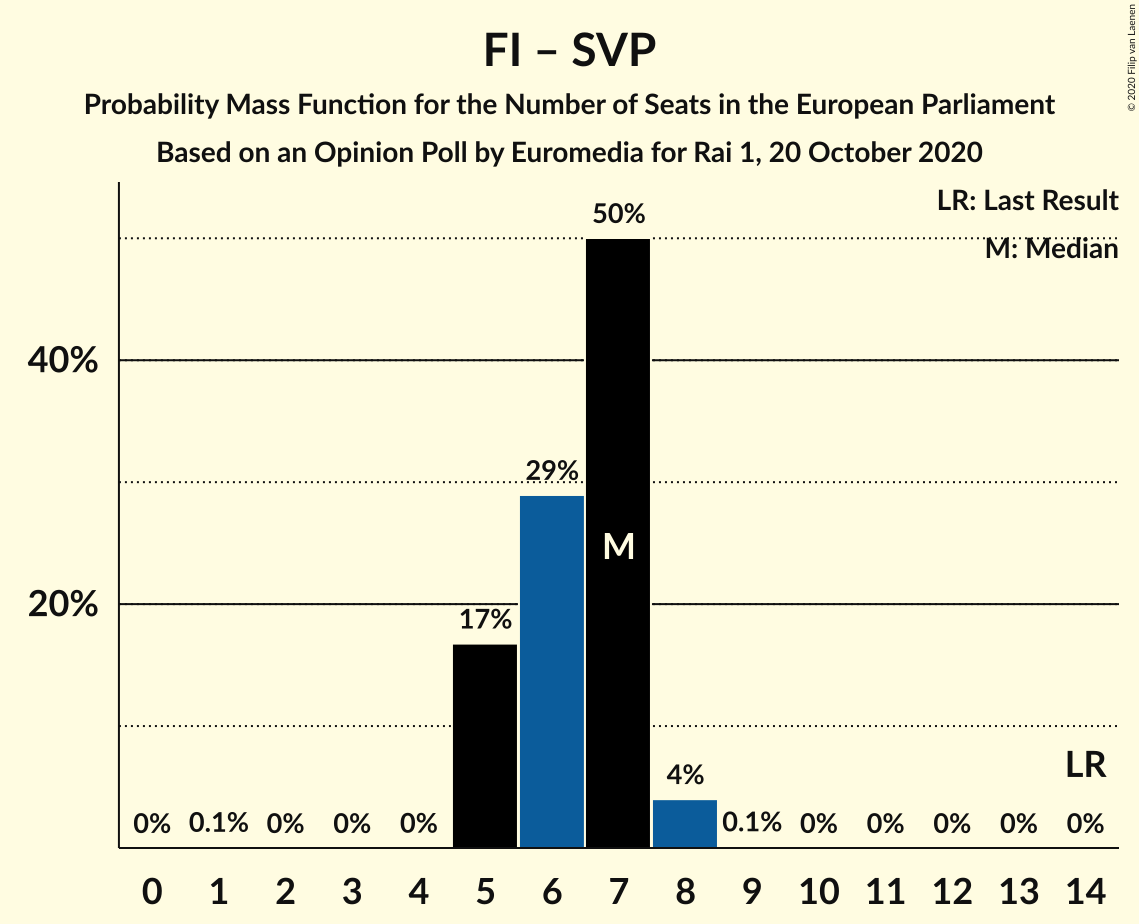 FI – SVP
Probability Mass Function for the Number of Seats in the European Parliament
Based on an Opinion Poll by Euromedia for Rai 1, 20 October 2020
© 2020 Filip van Laenen
LR: Last Result
M: Median
50%
40%
29%
M
20%
17%
LR
4%
0% 0.1% 0% 0% 0% 0.1% 0% 0% 0% 0% 0%
0 1 2 3 4 5 6 7 8 9 10 11 12 13 14